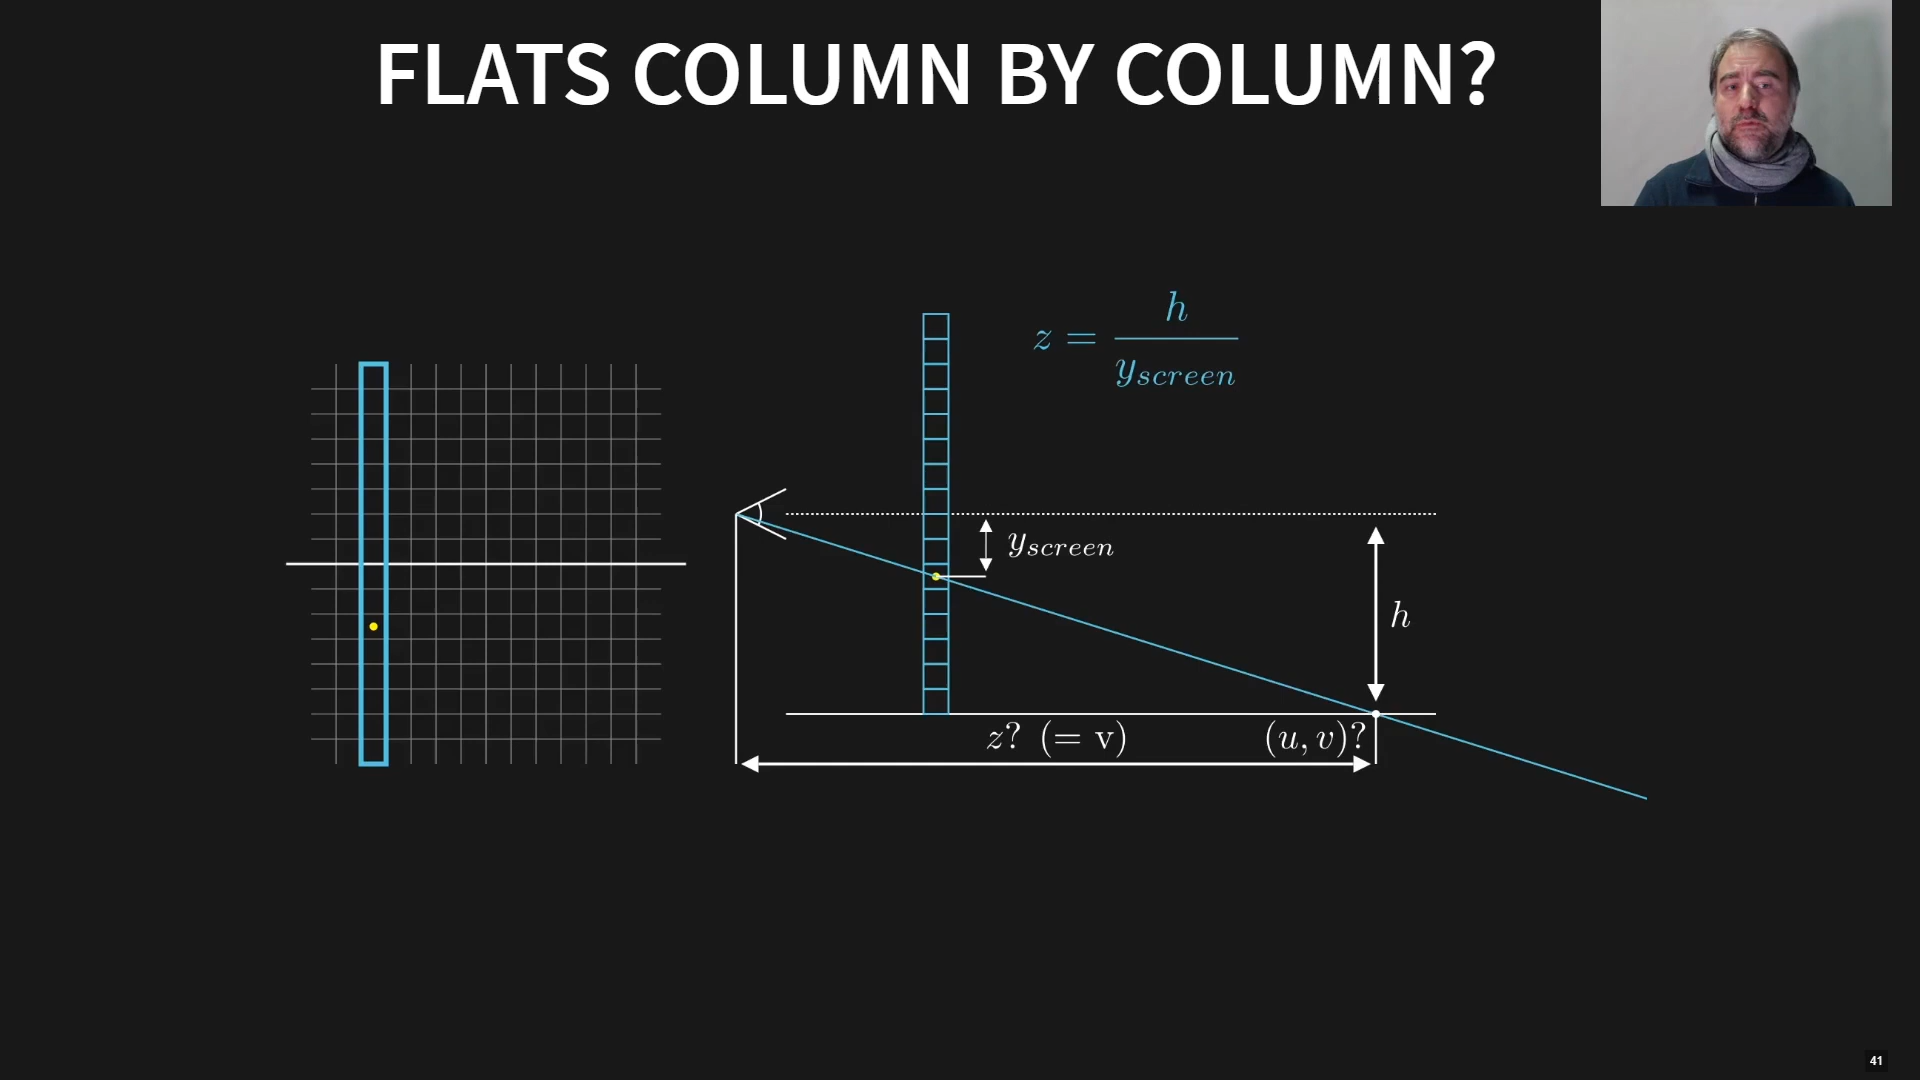 FLATS COLUMN BY COLUMN?
z = h / y_screen
y_screen
h
z? (= v)
(u, v)?
41